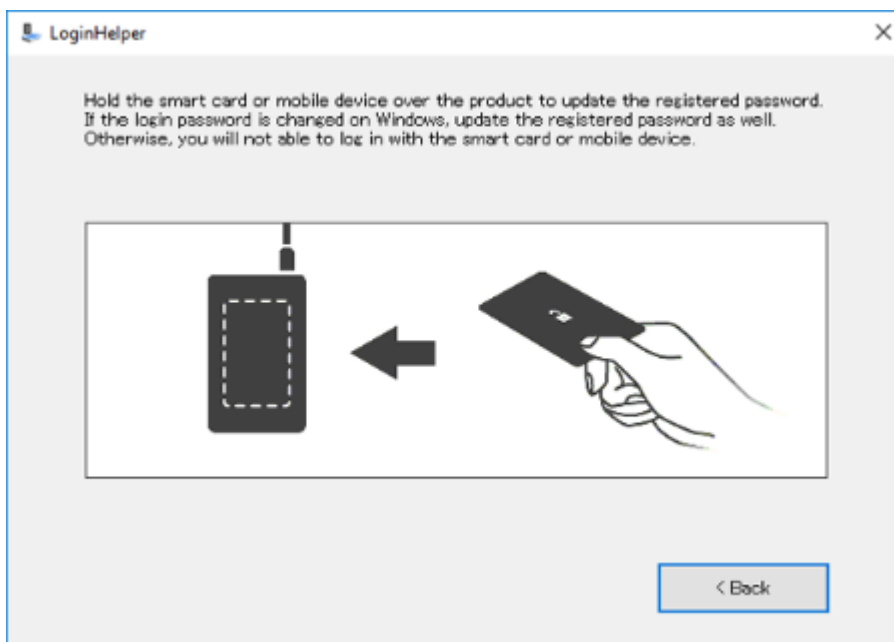 LoginHelper
Hold the smart card or mobile device over the product to update the registered password.
If the login password is changed on Windows, update the registered password as well.
Otherwise, you will not able to log in with the smart card or mobile device.
< Back